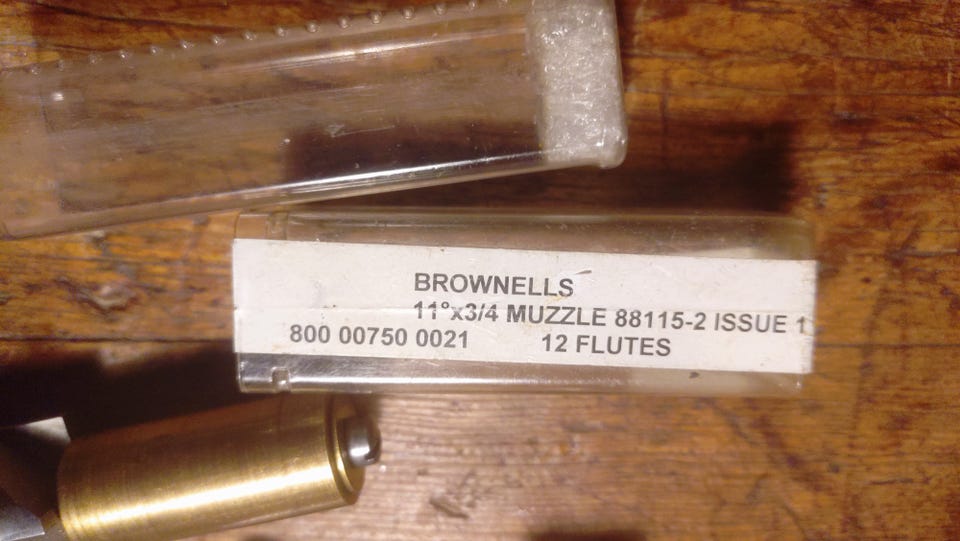 BROWNELLS
11°x3/4 MUZZLE 88115-2 ISSUE 1
800 00750 0021 12 FLUTES